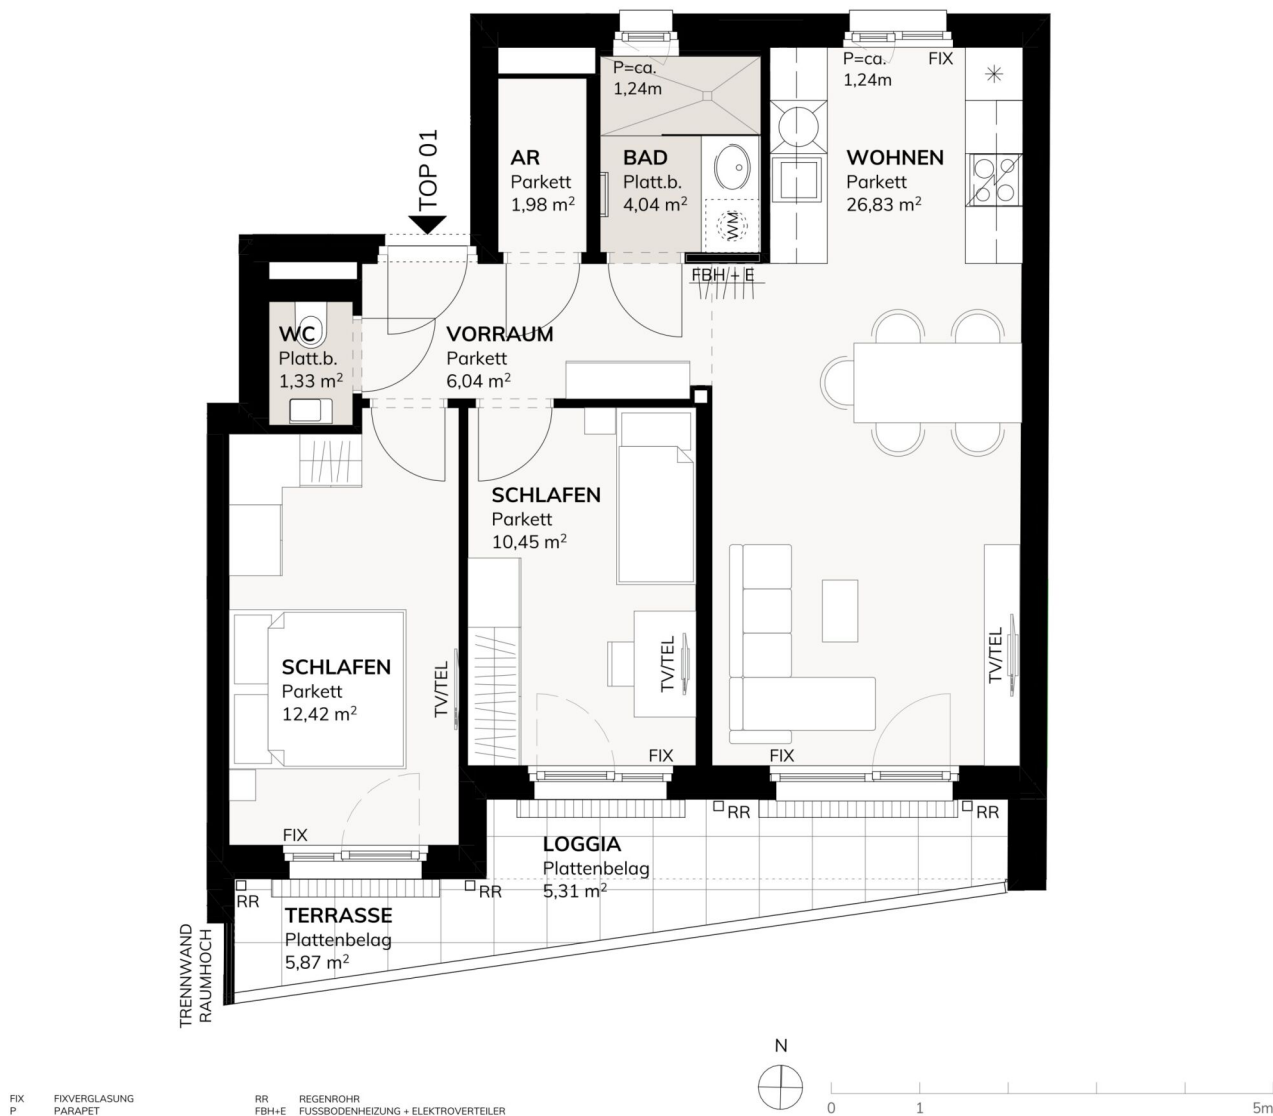 P=ca.
1,24m
P=ca.
1,24m
FIX
TOP 01
AR
Parkett
1,98 m²
BAD
Platt.b.
4,04 m²
WM
WOHNEN
Parkett
26,83 m²
FBH + E
WC
Platt.b.
1,33 m²
VORRAUM
Parkett
6,04 m²
SCHLAFEN
Parkett
10,45 m²
SCHLAFEN
Parkett
12,42 m²
TV/TEL
TV/TEL
TV/TEL
FIX
FIX
FIX
RR
RR
LOGGIA
Plattenbelag
5,31 m²
RR
RR
TERRASSE
Plattenbelag
5,87 m²
TRENNWAND
RAUMHOCH
N
0 1 5m
FIX FIXVERGLASUNG
P PARAPET
RR REGENROHR
FBH+E FUSSBODENHEIZUNG + ELEKTROVERTEILER